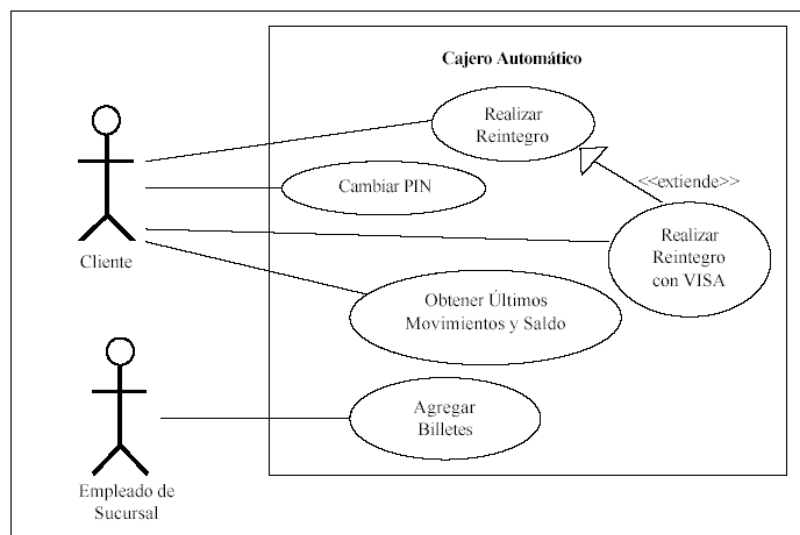 Cajero Automático
Realizar
Reintegro
Cambiar PIN
<<extiende>>
Realizar
Reintegro
con VISA
Cliente
Obtener Últimos
Movimientos y Saldo
Agregar
Billetes
Empleado de
Sucursal